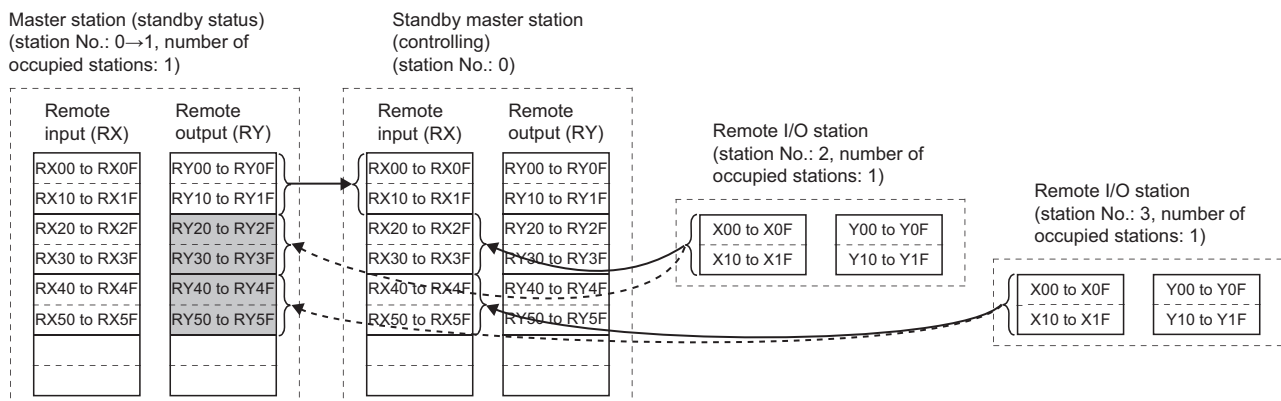 Master station (standby status)
(station No.: 0→1, number of
occupied stations: 1)
Standby master station
(controlling)
(station No.: 0)
Remote
input (RX)
Remote
output (RY)
Remote
input (RX)
Remote
output (RY)
RX00 to RX0F
RX10 to RX1F
RX20 to RX2F
RX30 to RX3F
RX40 to RX4F
RX50 to RX5F
RY00 to RY0F
RY10 to RY1F
RY20 to RY2F
RY30 to RY3F
RY40 to RY4F
RY50 to RY5F
RX00 to RX0F
RX10 to RX1F
RX20 to RX2F
RX30 to RX3F
RX40 to RX4F
RX50 to RX5F
RY00 to RY0F
RY10 to RY1F
RY20 to RY2F
RY30 to RY3F
RY40 to RY4F
RY50 to RY5F
Remote I/O station
(station No.: 2, number of
occupied stations: 1)
X00 to X0F
X10 to X1F
Y00 to Y0F
Y10 to Y1F
Remote I/O station
(station No.: 3, number of
occupied stations: 1)
X00 to X0F
X10 to X1F
Y00 to Y0F
Y10 to Y1F